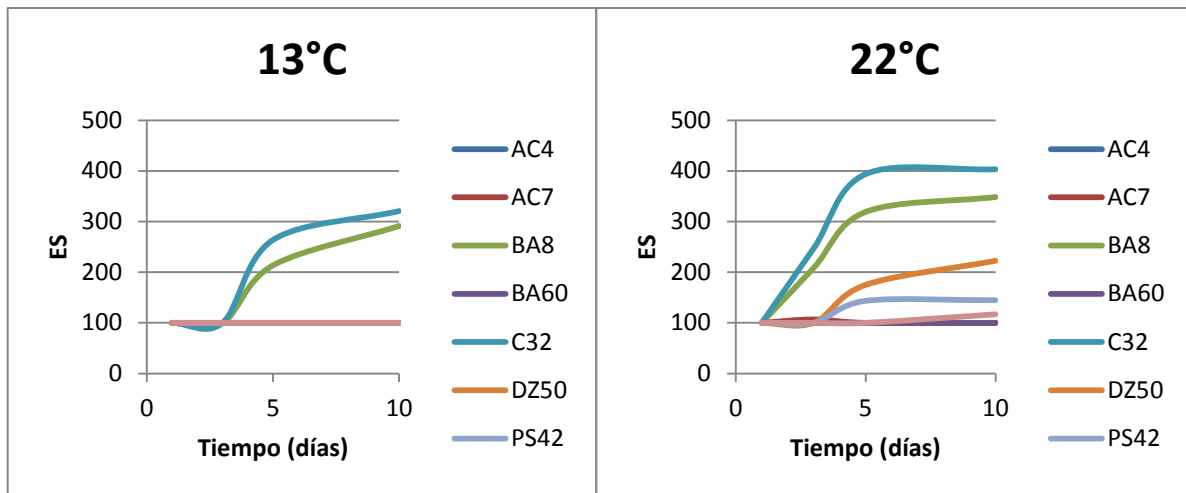 13°C
500
400
300
200
100
0
ES
0 5 10
Tiempo (días)
AC4
AC7
BA8
BA60
C32
DZ50
PS42
22°C
500
400
300
200
100
0
ES
0 5 10
Tiempo (días)
AC4
AC7
BA8
BA60
C32
DZ50
PS42